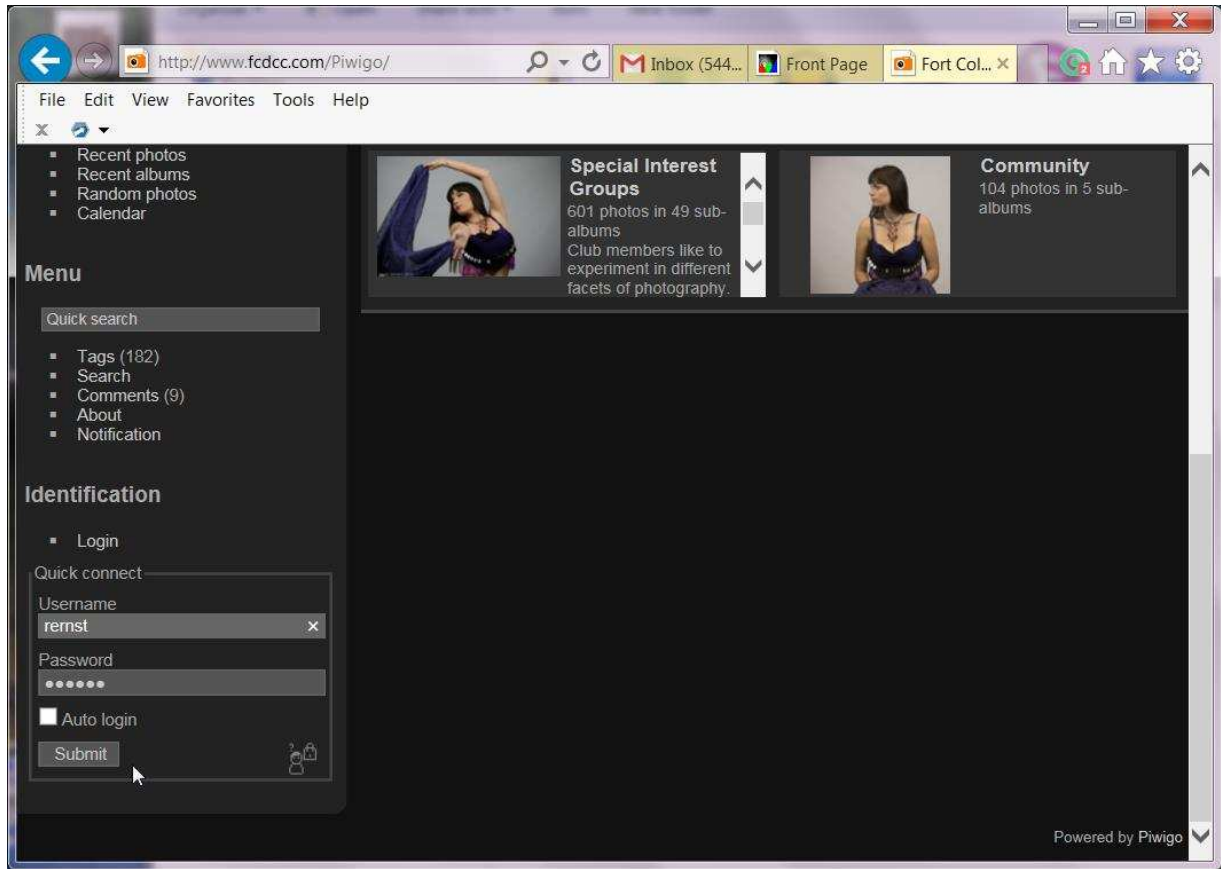 http://www.fcdcc.com/Piwigo/
Inbox (544...
Front Page
Fort Col...
File Edit View Favorites Tools Help
Recent photos
Recent albums
Random photos
Calendar
Menu
Quick search
Tags (182)
Search
Comments (9)
About
Notification
Identification
Login
Quick connect
Username
rernst
Password
Auto login
Submit
Special Interest
Groups
601 photos in 49 sub-
albums
Club members like to
experiment in different
facets of photography.
Community
104 photos in 5 sub-
albums
Powered by Piwigo